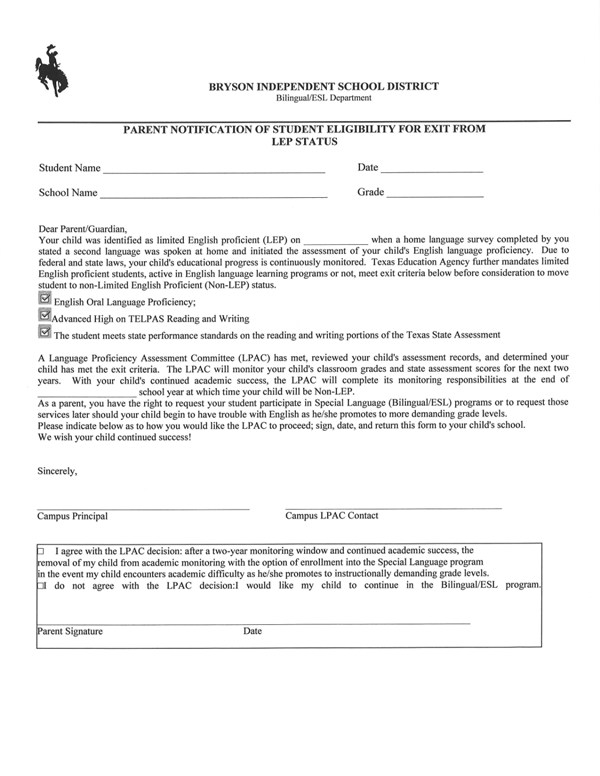 BRYSON INDEPENDENT SCHOOL DISTRICT
Bilingual/ESL Department
PARENT NOTIFICATION OF STUDENT ELIGIBILITY FOR EXIT FROM
LEP STATUS
Student Name ____________________ Date ____________________
School Name ____________________ Grade ____________________
Dear Parent/Guardian,
Your child was identified as limited English proficient (LEP) on ______________ when a home language survey completed by you
stated a second language was spoken at home and initiated the assessment of your child's English language proficiency. Due to
federal and state laws, your child's educational progress is continuously monitored. Texas Education Agency further mandates limited
English proficient students, active in English language learning programs or not, meet exit criteria below before consideration to move
student to non-Limited English Proficient (Non-LEP) status.
☑ English Oral Language Proficiency;
☑Advanced High on TELPAS Reading and Writing
☑ The student meets state performance standards on the reading and writing portions of the Texas State Assessment
A Language Proficiency Assessment Committee (LPAC) has met, reviewed your child's assessment records, and determined your
child has met the exit criteria. The LPAC will monitor your child's classroom grades and state assessment scores for the next two
years. With your child's continued academic success, the LPAC will complete its monitoring responsibilities at the end of
____________________ school year at which time your child will be Non-LEP.
As a parent, you have the right to request your student participate in Special Language (Bilingual/ESL) programs or to request those
services later should your child begin to have trouble with English as he/she promotes to more demanding grade levels.
Please indicate below as to how you would like the LPAC to proceed; sign, date, and return this form to your child's school.
We wish your child continued success!
Sincerely,
Campus Principal Campus LPAC Contact
☐ I agree with the LPAC decision: after a two-year monitoring window and continued academic success, the
removal of my child from academic monitoring with the option of enrollment into the Special Language program
in the event my child encounters academic difficulty as he/she promotes to instructionally demanding grade levels.
☐I do not agree with the LPAC decision:I would like my child to continue in the Bilingual/ESL program.
Parent Signature Date